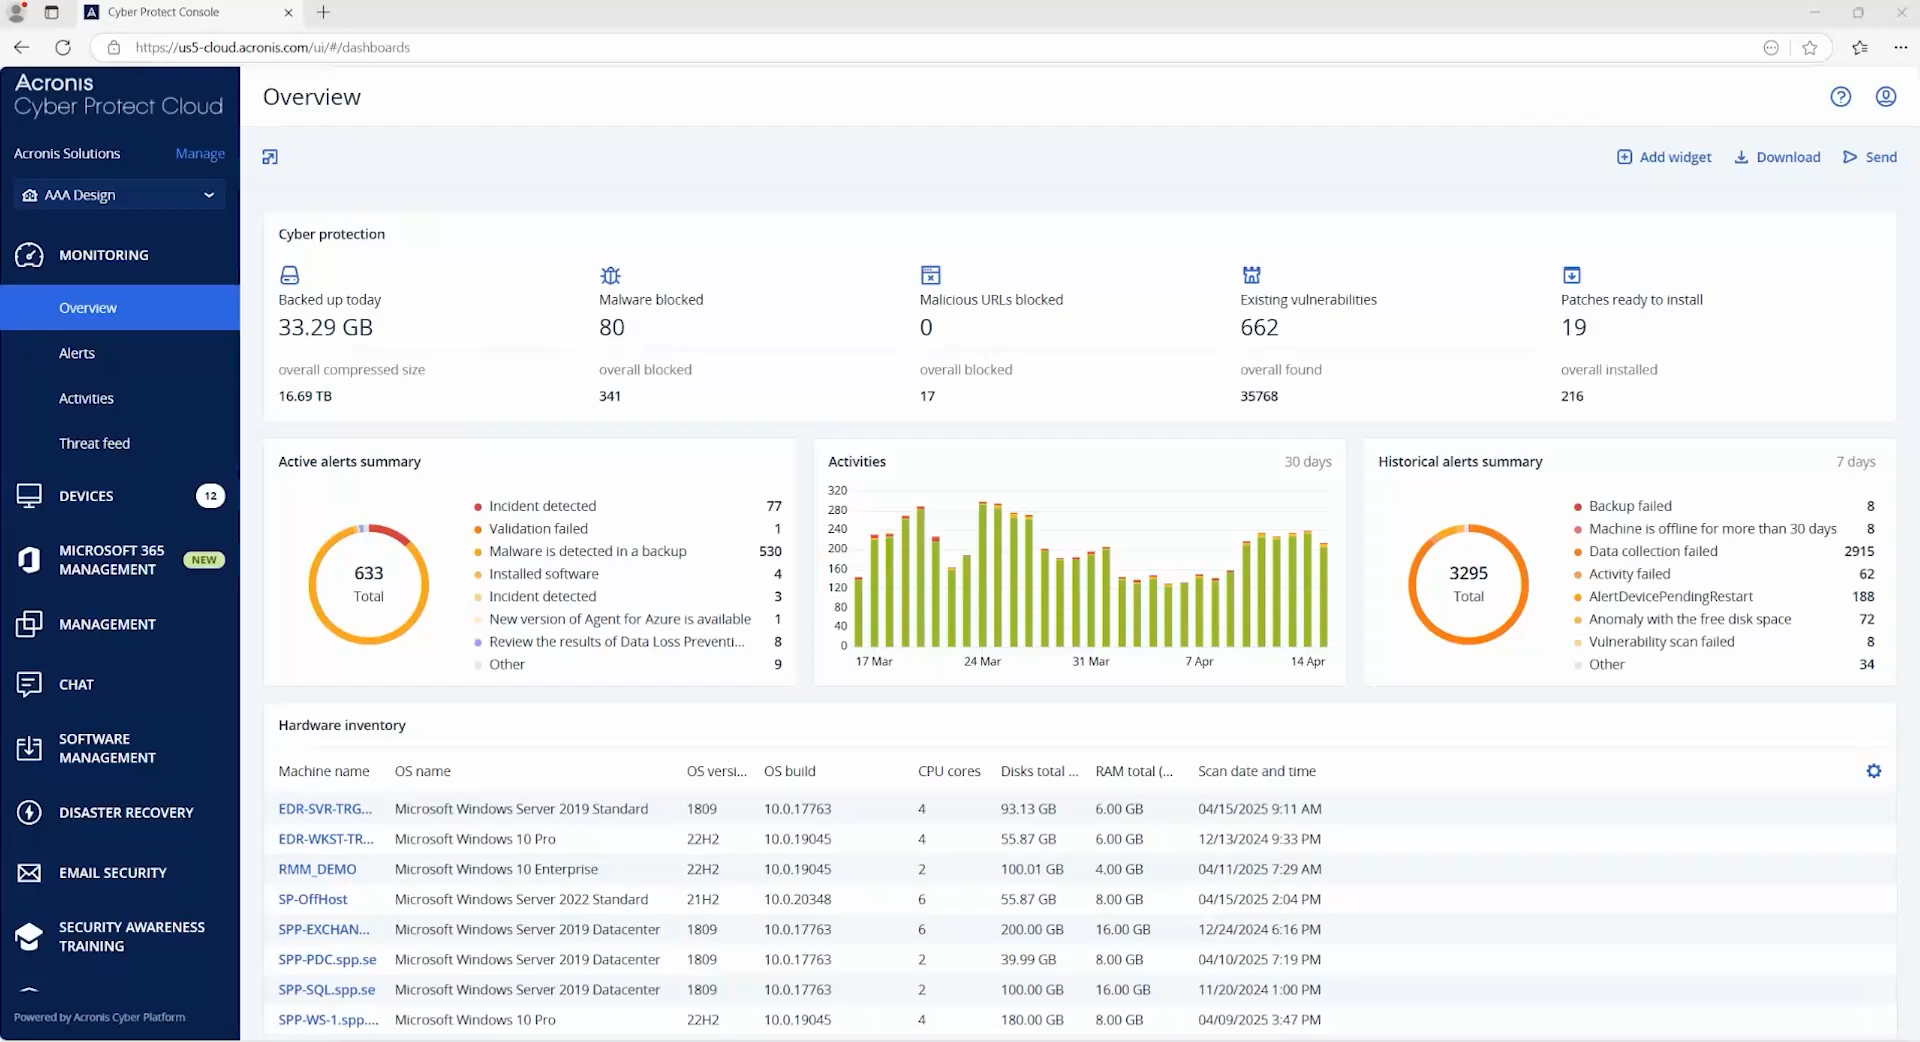 Cyber Protect Console
https://us5-cloud.acronis.com/ui/#/dashboards
Acronis
Cyber Protect Cloud
Acronis Solutions Manage
AAA Design
MONITORING
Overview
Alerts
Activities
Threat feed
DEVICES 12
MICROSOFT 365
MANAGEMENT
NEW
MANAGEMENT
CHAT
SOFTWARE
MANAGEMENT
DISASTER RECOVERY
EMAIL SECURITY
SECURITY AWARENESS
TRAINING
Powered by Acronis Cyber Platform
Overview
Add widget Download Send
Cyber protection
Backed up today
33.29 GB
overall compressed size
16.69 TB
Malware blocked
80
overall blocked
341
Malicious URLs blocked
0
overall blocked
17
Existing vulnerabilities
662
overall found
35768
Patches ready to install
19
overall installed
216
Active alerts summary
633
Total
Incident detected 77
Validation failed 1
Malware is detected in a backup 530
Installed software 4
Incident detected 3
New version of Agent for Azure is available 1
Review the results of Data Loss Preventi... 8
Other 9
Activities 30 days
320
280
240
200
160
120
80
40
0
17 Mar 24 Mar 31 Mar 7 Apr 14 Apr
Historical alerts summary 7 days
3295
Total
Backup failed 8
Machine is offline for more than 30 days 8
Data collection failed 2915
Activity failed 62
AlertDevicePendingRestart 188
Anomaly with the free disk space 72
Vulnerability scan failed 8
Other 34
Hardware inventory
Machine name OS name OS versi... OS build CPU cores Disks total ... RAM total (... Scan date and time
EDR-SVR-TRG... Microsoft Windows Server 2019 Standard 1809 10.0.17763 4 93.13 GB 6.00 GB 04/15/2025 9:11 AM
EDR-WKST-TR... Microsoft Windows 10 Pro 22H2 10.0.19045 4 55.87 GB 6.00 GB 12/13/2024 9:33 PM
RMM_DEMO Microsoft Windows 10 Enterprise 22H2 10.0.19045 2 100.01 GB 4.00 GB 04/11/2025 7:29 AM
SP-OffHost Microsoft Windows Server 2022 Standard 21H2 10.0.20348 6 55.87 GB 8.00 GB 04/15/2025 2:04 PM
SPP-EXCHAN... Microsoft Windows Server 2019 Datacenter 1809 10.0.17763 6 200.00 GB 16.00 GB 12/24/2024 6:16 PM
SPP-PDC.spp.se Microsoft Windows Server 2019 Datacenter 1809 10.0.17763 2 39.99 GB 8.00 GB 04/10/2025 7:19 PM
SPP-SQL.spp.se Microsoft Windows Server 2019 Datacenter 1809 10.0.17763 2 100.00 GB 16.00 GB 11/20/2024 1:00 PM
SPP-WS-1.spp.... Microsoft Windows 10 Pro 22H2 10.0.19045 4 180.00 GB 8.00 GB 04/09/2025 3:47 PM